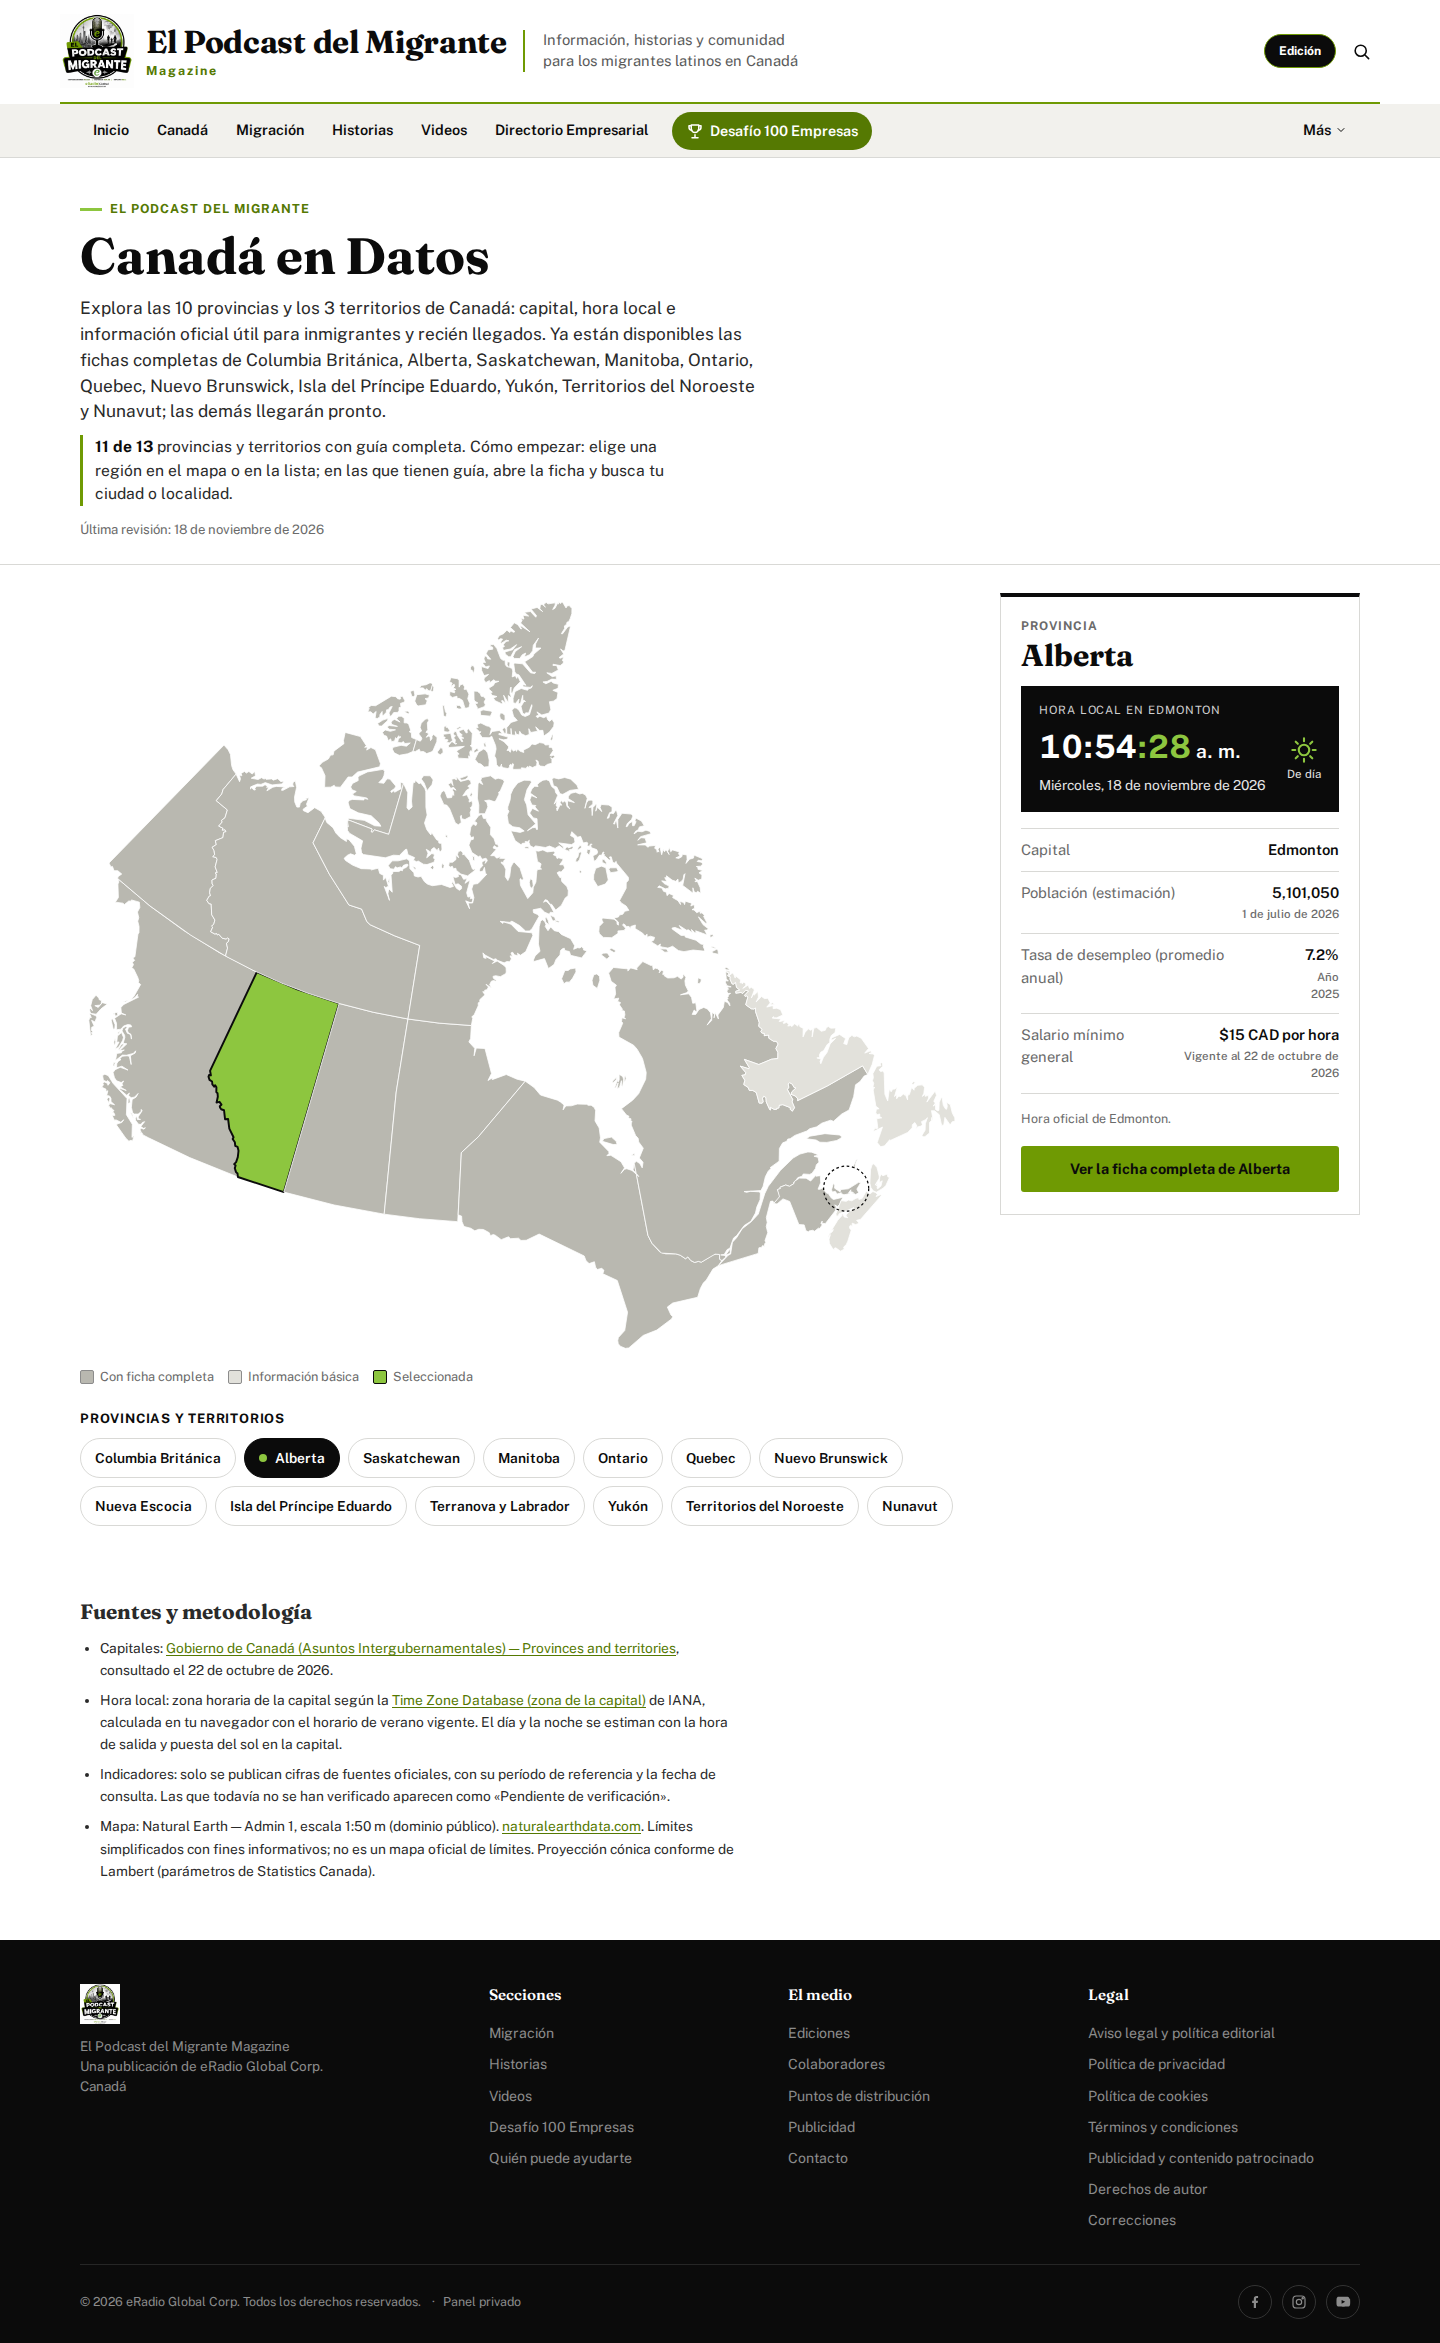 PODCAST
MIGRANTE
El Podcast del Migrante
Magazine
Información, historias y comunidad
para los migrantes latinos en Canadá
Edición
Inicio
Canadá
Migración
Historias
Videos
Directorio Empresarial
Desafío 100 Empresas
Más
EL PODCAST DEL MIGRANTE
Canadá en Datos
Explora las 10 provincias y los 3 territorios de Canadá: capital, hora local e
información oficial útil para inmigrantes y recién llegados. Ya están disponibles las
fichas completas de Columbia Británica, Alberta, Saskatchewan, Manitoba, Ontario,
Quebec, Nuevo Brunswick, Isla del Príncipe Eduardo, Yukón, Territorios del Noroeste
y Nunavut; las demás llegarán pronto.
11 de 13 provincias y territorios con guía completa. Cómo empezar: elige una
región en el mapa o en la lista; en las que tienen guía, abre la ficha y busca tu
ciudad o localidad.
Última revisión: 18 de noviembre de 2026
PROVINCIA
Alberta
HORA LOCAL EN EDMONTON
10:54:28 a. m.
De día
Miércoles, 18 de noviembre de 2026
Capital
Edmonton
Población (estimación)
5,101,050
1 de julio de 2026
Tasa de desempleo (promedio
anual)
7.2%
Año
2025
Salario mínimo
general
$15 CAD por hora
Vigente al 22 de octubre de
2026
Hora oficial de Edmonton.
Ver la ficha completa de Alberta
Con ficha completa
Información básica
Seleccionada
PROVINCIAS Y TERRITORIOS
Columbia Británica
Alberta
Saskatchewan
Manitoba
Ontario
Quebec
Nuevo Brunswick
Nueva Escocia
Isla del Príncipe Eduardo
Terranova y Labrador
Yukón
Territorios del Noroeste
Nunavut
Fuentes y metodología
• Capitales: Gobierno de Canadá (Asuntos Intergubernamentales) — Provinces and territories,
consultado el 22 de octubre de 2026.
• Hora local: zona horaria de la capital según la Time Zone Database (zona de la capital) de IANA,
calculada en tu navegador con el horario de verano vigente. El día y la noche se estiman con la hora
de salida y puesta del sol en la capital.
• Indicadores: solo se publican cifras de fuentes oficiales, con su período de referencia y la fecha de
consulta. Las que todavía no se han verificado aparecen como «Pendiente de verificación».
• Mapa: Natural Earth — Admin 1, escala 1:50 m (dominio público). naturalearthdata.com. Límites
simplificados con fines informativos; no es un mapa oficial de límites. Proyección cónica conforme de
Lambert (parámetros de Statistics Canada).
PODCAST
MIGRANTE
El Podcast del Migrante Magazine
Una publicación de eRadio Global Corp.
Canadá
Secciones
Migración
Historias
Videos
Desafío 100 Empresas
Quién puede ayudarte
El medio
Ediciones
Colaboradores
Puntos de distribución
Publicidad
Contacto
Legal
Aviso legal y política editorial
Política de privacidad
Política de cookies
Términos y condiciones
Publicidad y contenido patrocinado
Derechos de autor
Correcciones
© 2026 eRadio Global Corp. Todos los derechos reservados. · Panel privado